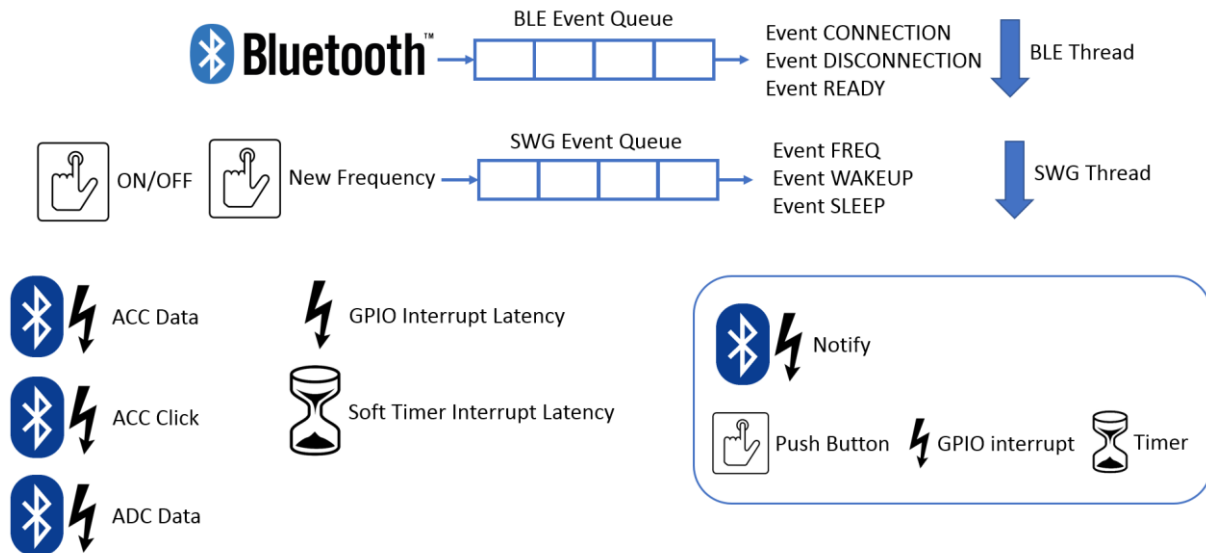 BLE Event Queue
Bluetooth™
Event CONNECTION
Event DISCONNECTION
Event READY
BLE Thread
SWG Event Queue
ON/OFF
New Frequency
Event FREQ
Event WAKEUP
Event SLEEP
SWG Thread
ACC Data
GPIO Interrupt Latency
ACC Click
Soft Timer Interrupt Latency
ADC Data
Notify
Push Button
GPIO interrupt
Timer